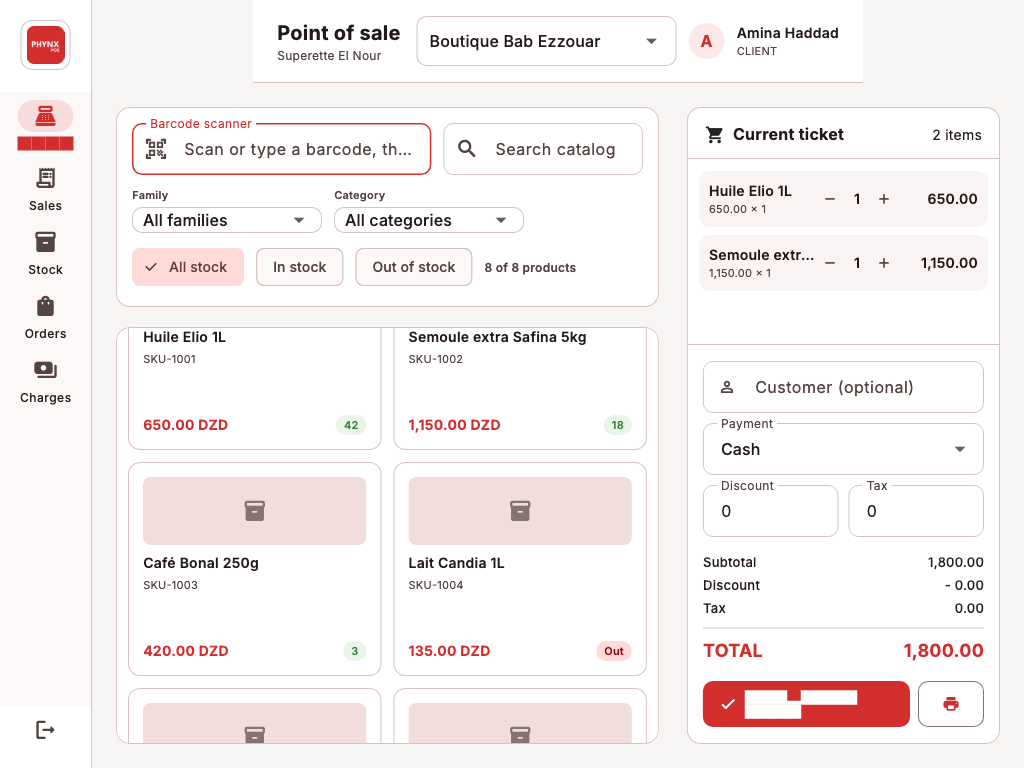 PHYNX
POS
Sales
Stock
Orders
Charges
Point of sale
Superette El Nour
Boutique Bab Ezzouar
A
Amina Haddad
CLIENT
Barcode scanner
Scan or type a barcode, th...
Search catalog
Family
All families
Category
All categories
All stock
In stock
Out of stock
8 of 8 products
Huile Elio 1L
SKU-1001
650.00 DZD
42
Semoule extra Safina 5kg
SKU-1002
1,150.00 DZD
18
Café Bonal 250g
SKU-1003
420.00 DZD
3
Lait Candia 1L
SKU-1004
135.00 DZD
Out
Current ticket
2 items
Huile Elio 1L
650.00 × 1
− 1 +
650.00
Semoule extr...
1,150.00 × 1
− 1 +
1,150.00
Customer (optional)
Payment
Cash
Discount
0
Tax
0
Subtotal 1,800.00
Discount - 0.00
Tax 0.00
TOTAL 1,800.00